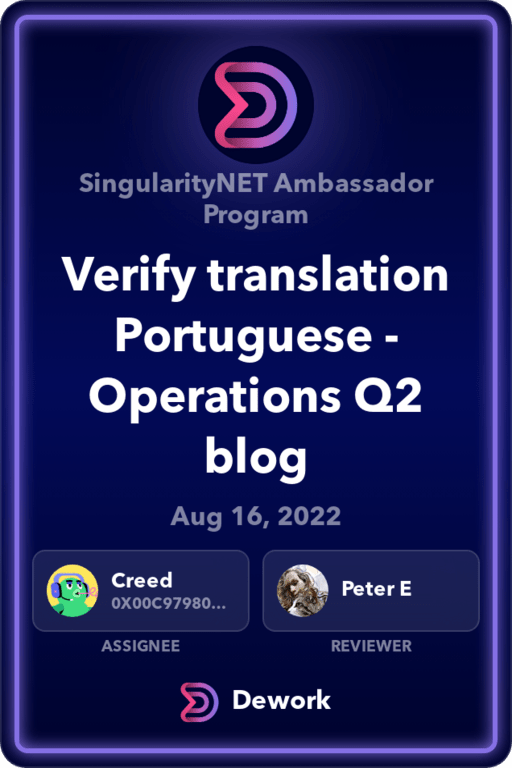 SingularityNET Ambassador
Program
Verify translation
Portuguese -
Operations Q2
blog
Aug 16, 2022
Creed
0X00C97980...
Peter E
ASSIGNEE
REVIEWER
Dework